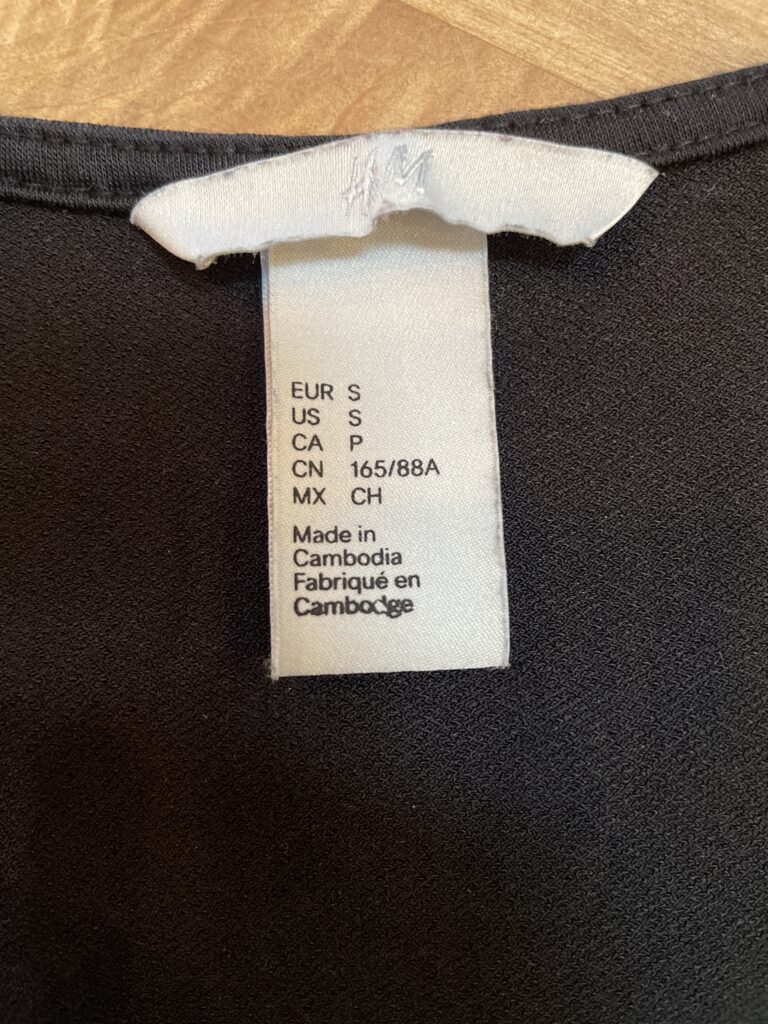 H&M
EUR S
US S
CA P
CN 165/88A
MX CH
Made in
Cambodia
Fabriqué en
Cambodge